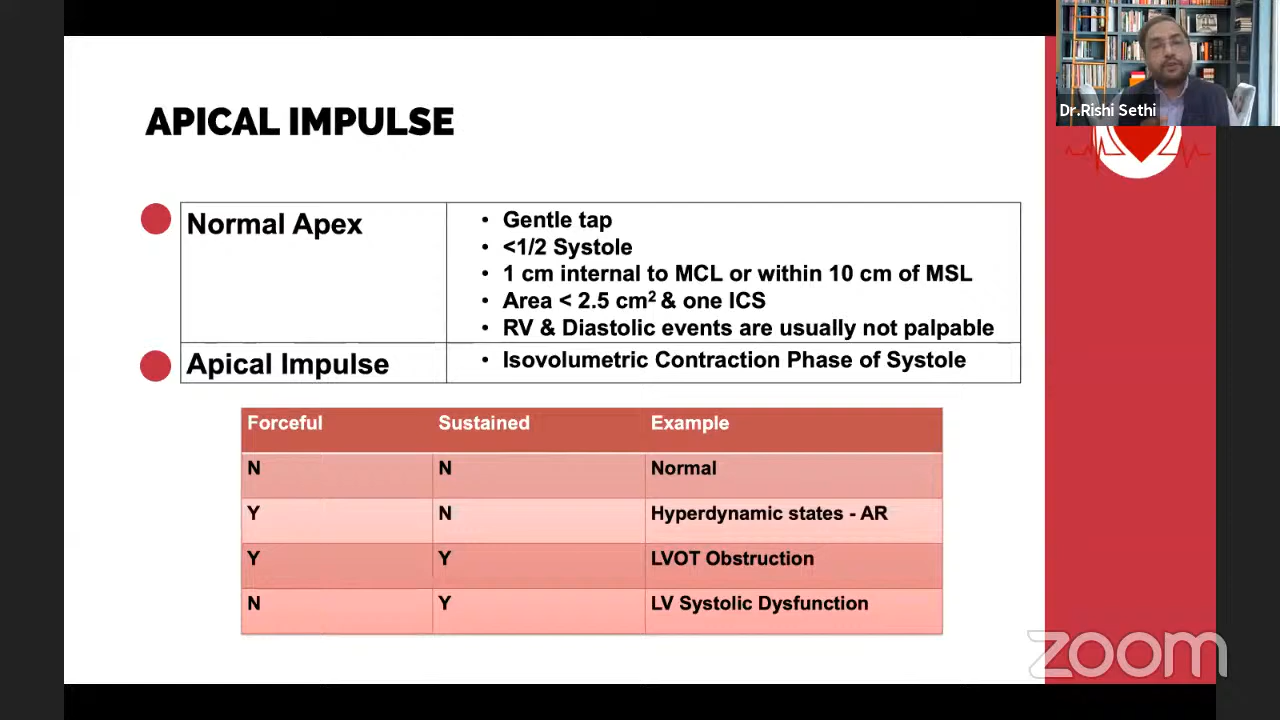 Dr.Rishi Sethi
APICAL IMPULSE
Normal Apex
• Gentle tap
• <1/2 Systole
• 1 cm internal to MCL or within 10 cm of MSL
• Area < 2.5 cm² & one ICS
• RV & Diastolic events are usually not palpable
Apical Impulse
• Isovolumetric Contraction Phase of Systole
Forceful Sustained Example
N N Normal
Y N Hyperdynamic states - AR
Y Y LVOT Obstruction
N Y LV Systolic Dysfunction
zoom